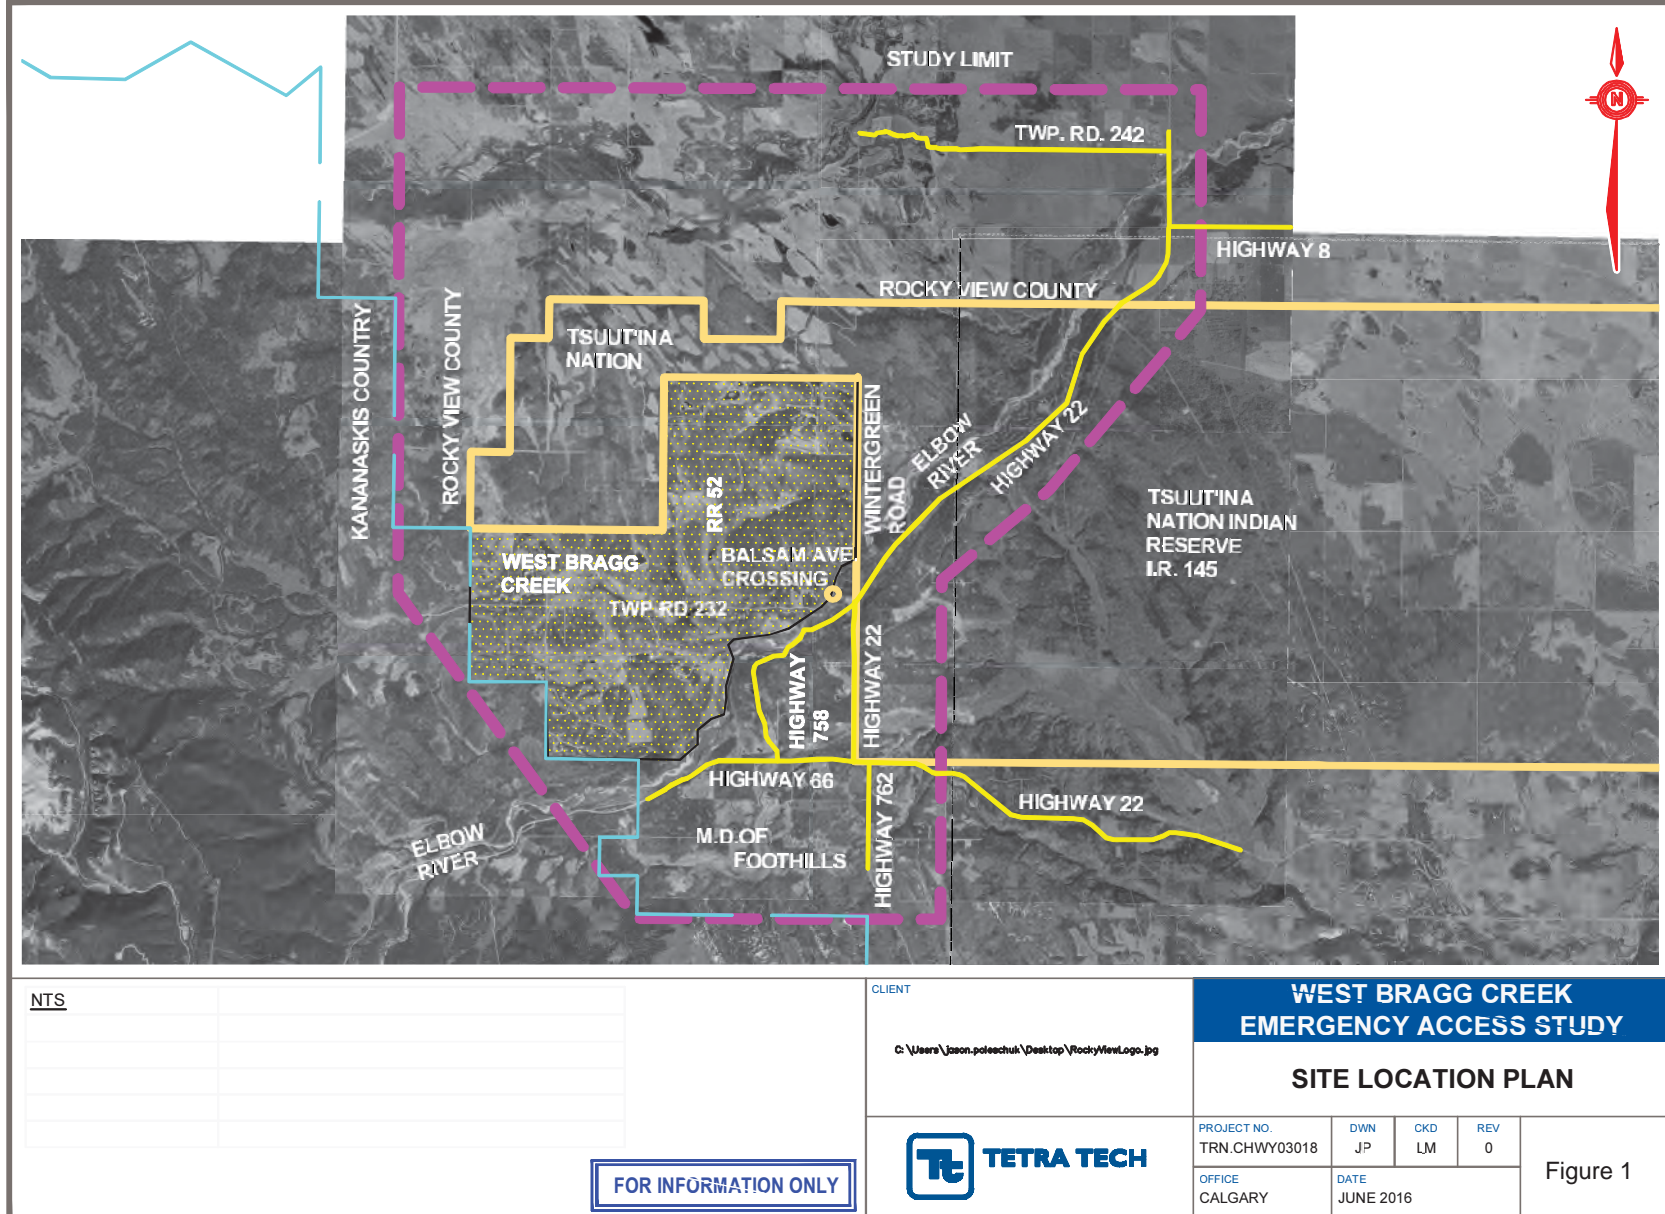 STUDY LIMIT
TWP. RD. 242
N
HIGHWAY 8
ROCKY VIEW COUNTY
KANANASKIS COUNTRY
ROCKY VIEW COUNTY
TSUUT'INA
NATION
WINTERGREEN
ROAD
ELBOW
RIVER
HIGHWAY 22
RR 52
TSUUT'INA
NATION INDIAN
RESERVE
I.R. 145
WEST BRAGG
CREEK
BALSAM AVE
CROSSING
TWP RD 232
HIGHWAY
758
HIGHWAY 22
HIGHWAY 66
HIGHWAY 762
HIGHWAY 22
ELBOW
RIVER
M.D.OF
FOOTHILLS
NTS
FOR INFORMATION ONLY
CLIENT
C:\Users\jason.poleschuk\Desktop\RockyViewLogo.jpg
Tt TETRA TECH
WEST BRAGG CREEK
EMERGENCY ACCESS STUDY
SITE LOCATION PLAN
PROJECT NO. DWN CKD REV
TRN.CHWY03018 JP LM 0
OFFICE DATE
CALGARY JUNE 2016
Figure 1